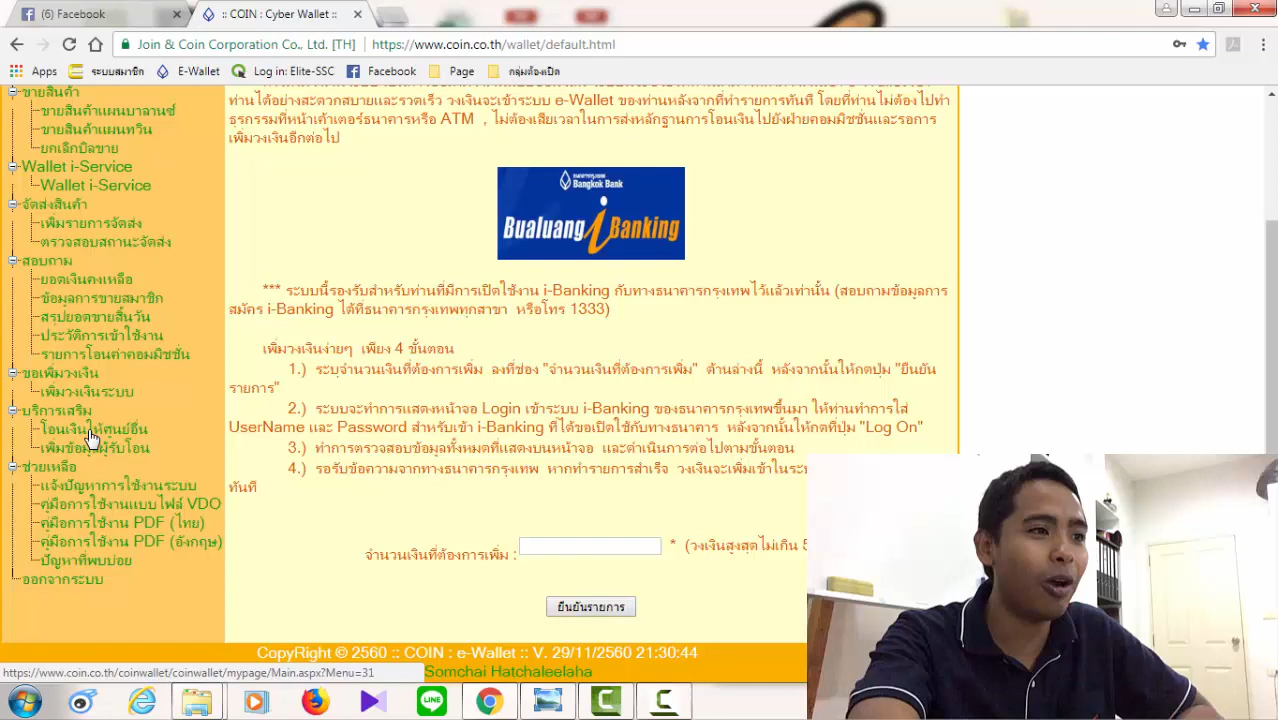 (6) Facebook
:: COIN : Cyber Wallet ::
Join & Coin Corporation Co., Ltd. [TH]
https://www.coin.co.th/wallet/default.html
Apps
ระบบสมาชิก
E-Wallet
Log in: Elite-SSC
Facebook
Page
กลุ่มต้องเปิด
ขายสินค้า
ขายสินค้าแผนบาลานซ์
ขายสินค้าแผนทวิน
ยกเลิกบิลขาย
Wallet i-Service
Wallet i-Service
จัดส่งสินค้า
เพิ่มรายการจัดส่ง
ตรวจสอบสถานะจัดส่ง
สอบถาม
ยอดเงินคงเหลือ
ข้อมูลการขายสมาชิก
สรุปยอดขายสิ้นวัน
ประวัติการเข้าใช้งาน
รายการโอนค่าคอมมิชชั่น
ขอเพิ่มวงเงิน
เพิ่มวงเงินระบบ
บริการเสริม
โอนเงินให้ศูนย์อื่น
เพิ่มข้อมูลผู้รับโอน
ช่วยเหลือ
แจ้งปัญหาการใช้งานระบบ
คู่มือการใช้งานแบบไฟล์ VDO
คู่มือการใช้งาน PDF (ไทย)
คู่มือการใช้งาน PDF (อังกฤษ)
ปัญหาที่พบบ่อย
ออกจากระบบ
ท่านได้อย่างสะดวกสบายและรวดเร็ว วงเงินจะเข้าระบบ e-Wallet ของท่านหลังจากที่ทำรายการทันที โดยที่ท่านไม่ต้องไปทำ
ธุรกรรมที่หน้าเค้าเตอร์ธนาคารหรือ ATM , ไม่ต้องเสียเวลาในการส่งหลักฐานการโอนเงินไปยังฝ่ายคอมมิชชั่นและรอการ
เพิ่มวงเงินอีกต่อไป
ธนาคารกรุงเทพ
Bangkok Bank
Bualuang iBanking
*** ระบบนี้รองรับสำหรับท่านที่มีการเปิดใช้งาน i-Banking กับทางธนาคารกรุงเทพไว้แล้วเท่านั้น (สอบถามข้อมูลการ
สมัคร i-Banking ได้ที่ธนาคารกรุงเทพทุกสาขา หรือโทร 1333)
เพิ่มวงเงินง่ายๆ เพียง 4 ขั้นตอน
1.) ระบุจำนวนเงินที่ต้องการเพิ่ม ลงที่ช่อง "จำนวนเงินที่ต้องการเพิ่ม" ด้านล่างนี้ หลังจากนั้นให้กดปุ่ม "ยืนยัน
รายการ"
2.) ระบบจะทำการแสดงหน้าจอ Login เข้าระบบ i-Banking ของธนาคารกรุงเทพขึ้นมา ให้ท่านทำการใส่
UserName และ Password สำหรับเข้า i-Banking ที่ได้ขอเปิดใช้กับทางธนาคาร หลังจากนั้นให้กดปุ่ม "Log On"
3.) ทำการตรวจสอบข้อมูลทั้งหมดที่แสดงบนหน้าจอ และดำเนินการต่อไปตามขั้นตอน
4.) รอรับข้อความจากทางธนาคารกรุงเทพ หากทำรายการสำเร็จ วงเงินจะเพิ่มเข้าในระบ
ทันที
จำนวนเงินที่ต้องการเพิ่ม : * (วงเงินสูงสุดไม่เกิน 5
ยืนยันรายการ
CopyRight © 2560 :: COIN : e-Wallet :: V. 29/11/2560 21:30:44
Somchai Hatchaleelaha
https://www.coin.co.th/coinwallet/coinwallet/mypage/Main.aspx?Menu=31
LINE